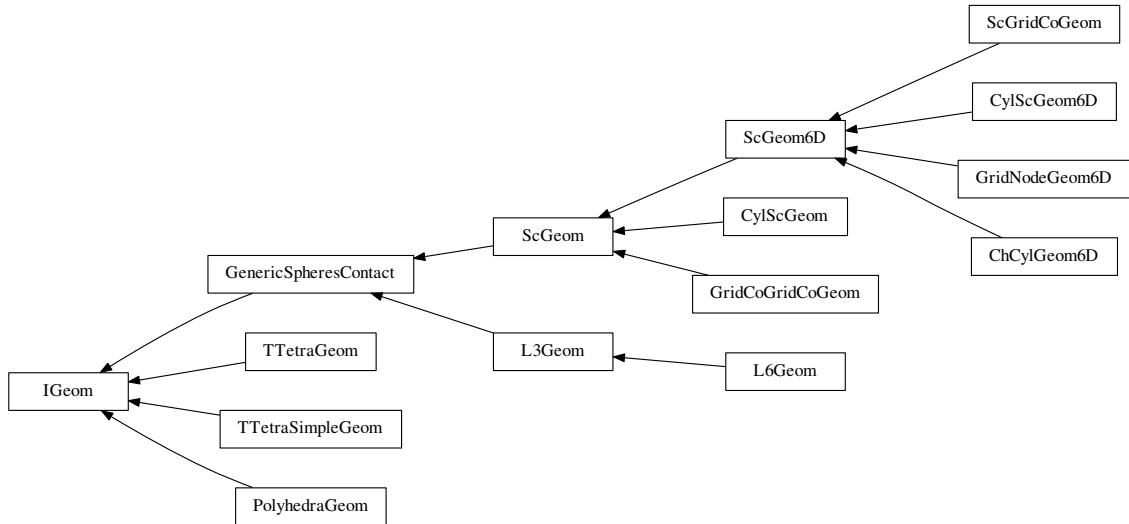 ScGridCoGeom
CylScGeom6D
ScGeom6D
GridNodeGeom6D
CylScGeom
ScGeom
ChCylGeom6D
GenericSpheresContact
GridCoGridCoGeom
TTetraGeom
L3Geom
L6Geom
IGeom
TTetraSimpleGeom
PolyhedraGeom